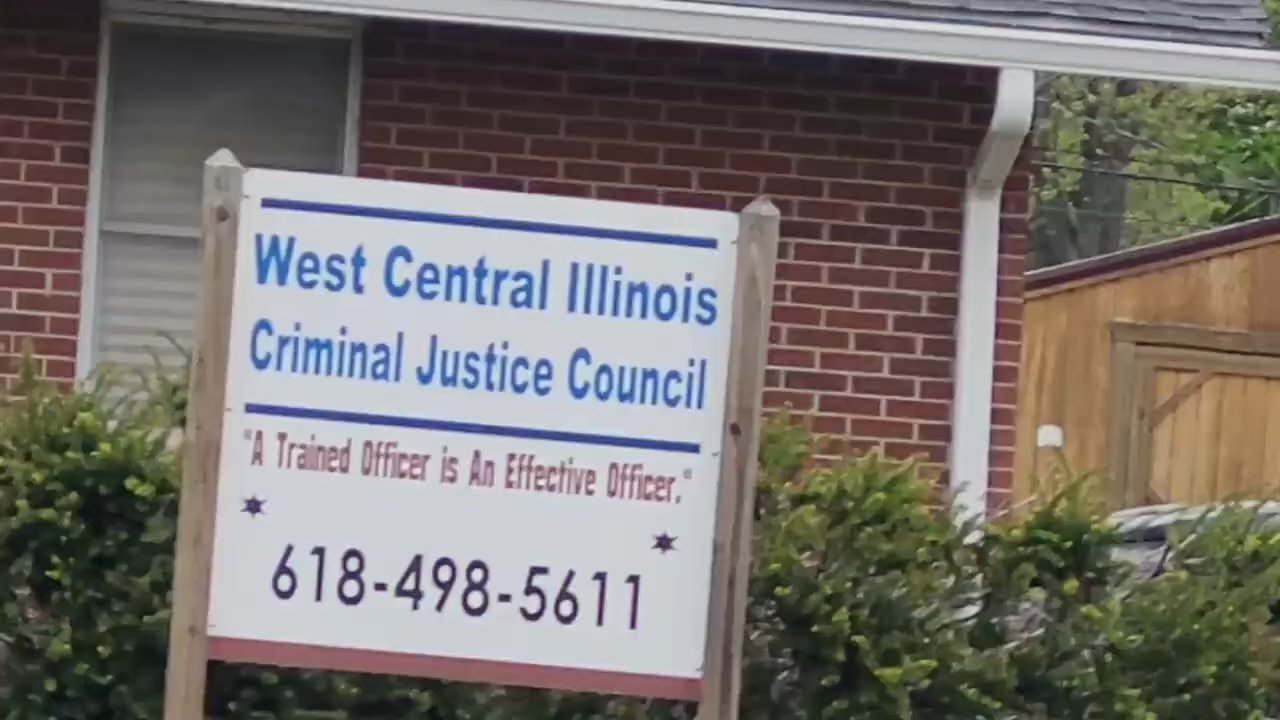 West Central Illinois
Criminal Justice Council
"A Trained Officer is An Effective Officer."
618-498-5611